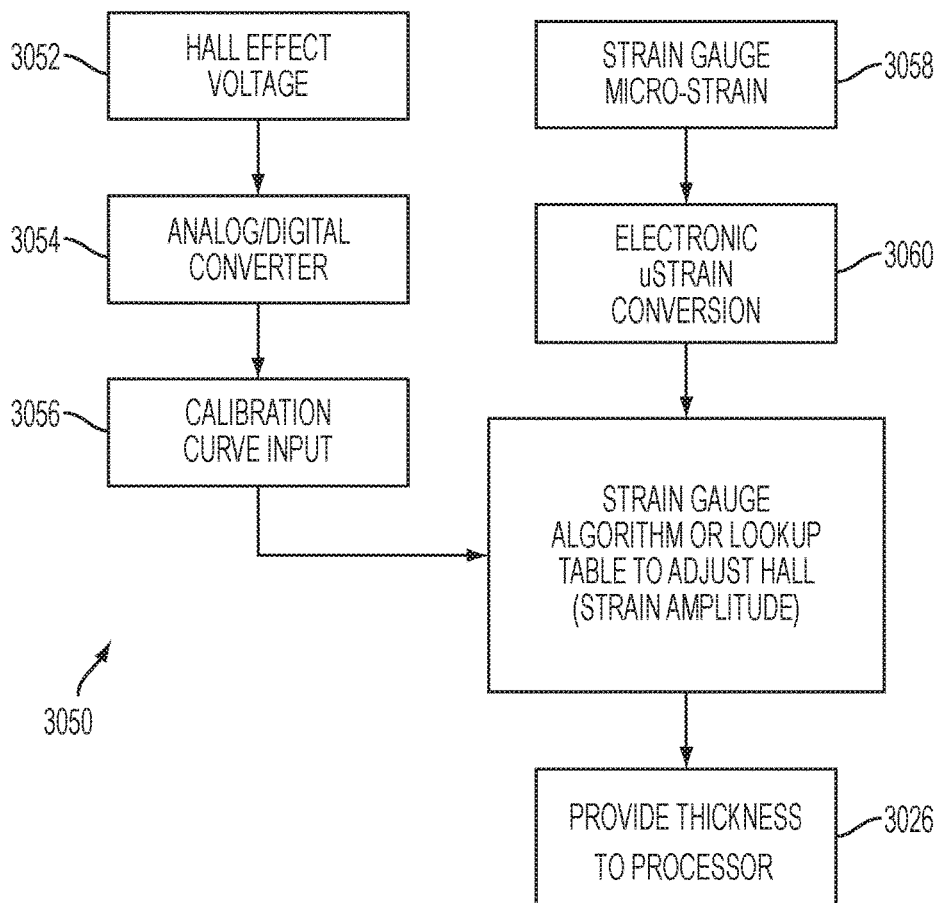 3052
HALL EFFECT
VOLTAGE
3054
ANALOG/DIGITAL
CONVERTER
3056
CALIBRATION
CURVE INPUT
STRAIN GAUGE
MICRO-STRAIN
3058
ELECTRONIC
uSTRAIN
CONVERSION
3060
STRAIN GAUGE
ALGORITHM OR LOOKUP
TABLE TO ADJUST HALL
(STRAIN AMPLITUDE)
3050
PROVIDE THICKNESS
TO PROCESSOR
3026